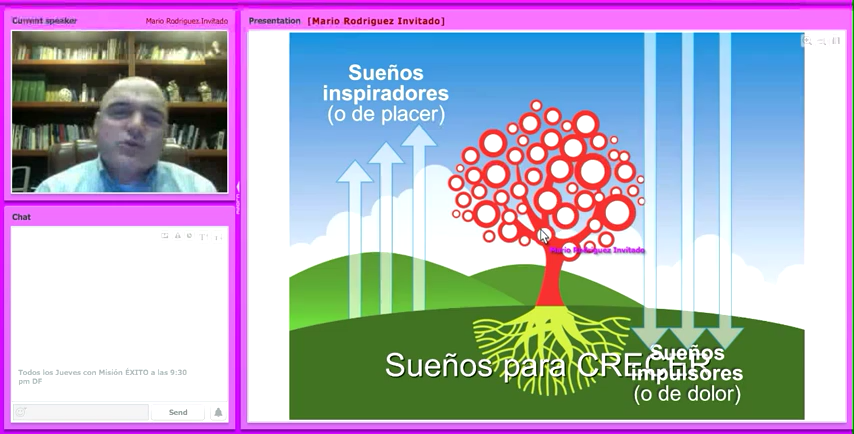 Current speaker
Mario Rodriguez Invitado
Presentation
[Mario Rodriguez Invitado]
Sueños
inspiradores
(o de placer)
Mario Rodriguez Invitado
Sueños para CRECER
Sueños
impulsores
(o de dolor)
Chat
Todos los Jueves con Misión ÉXITO a las 9:30
pm DF
Send